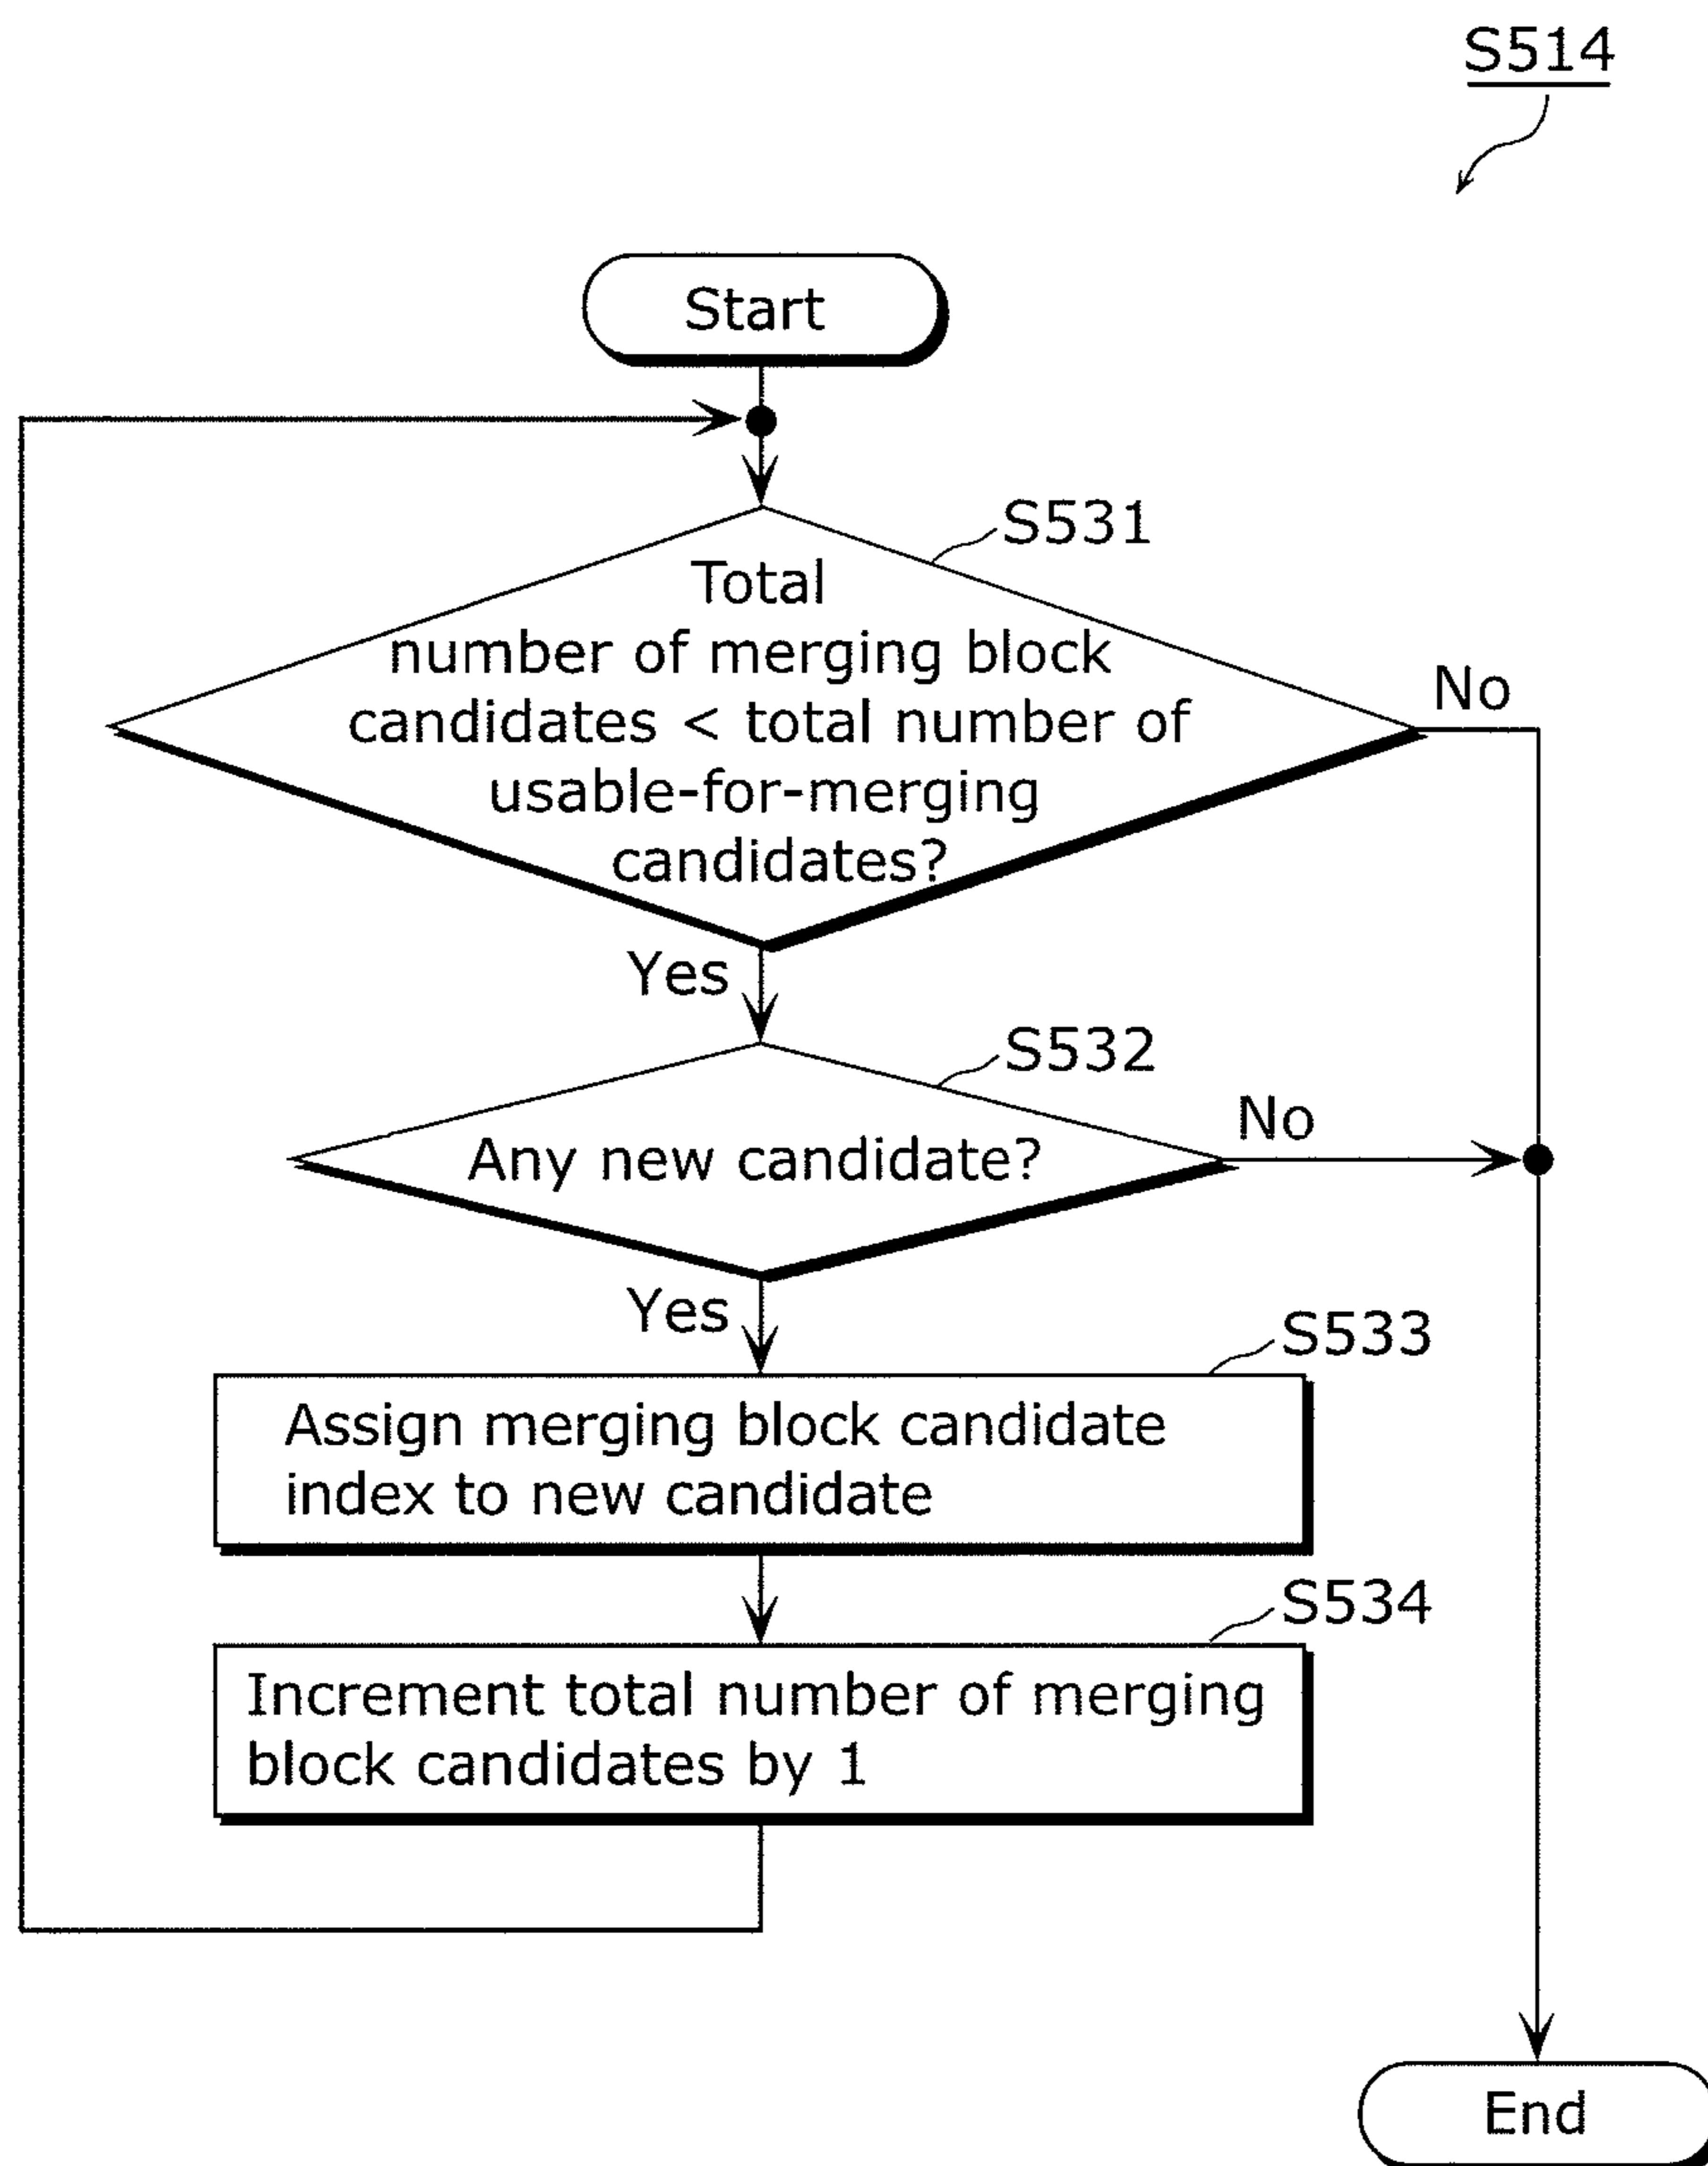 S514
Start
S531
Total
number of merging block
candidates < total number of
usable-for-merging
candidates?
No
Yes
S532
Any new candidate?
No
Yes
S533
Assign merging block candidate
index to new candidate
S534
Increment total number of merging
block candidates by 1
End